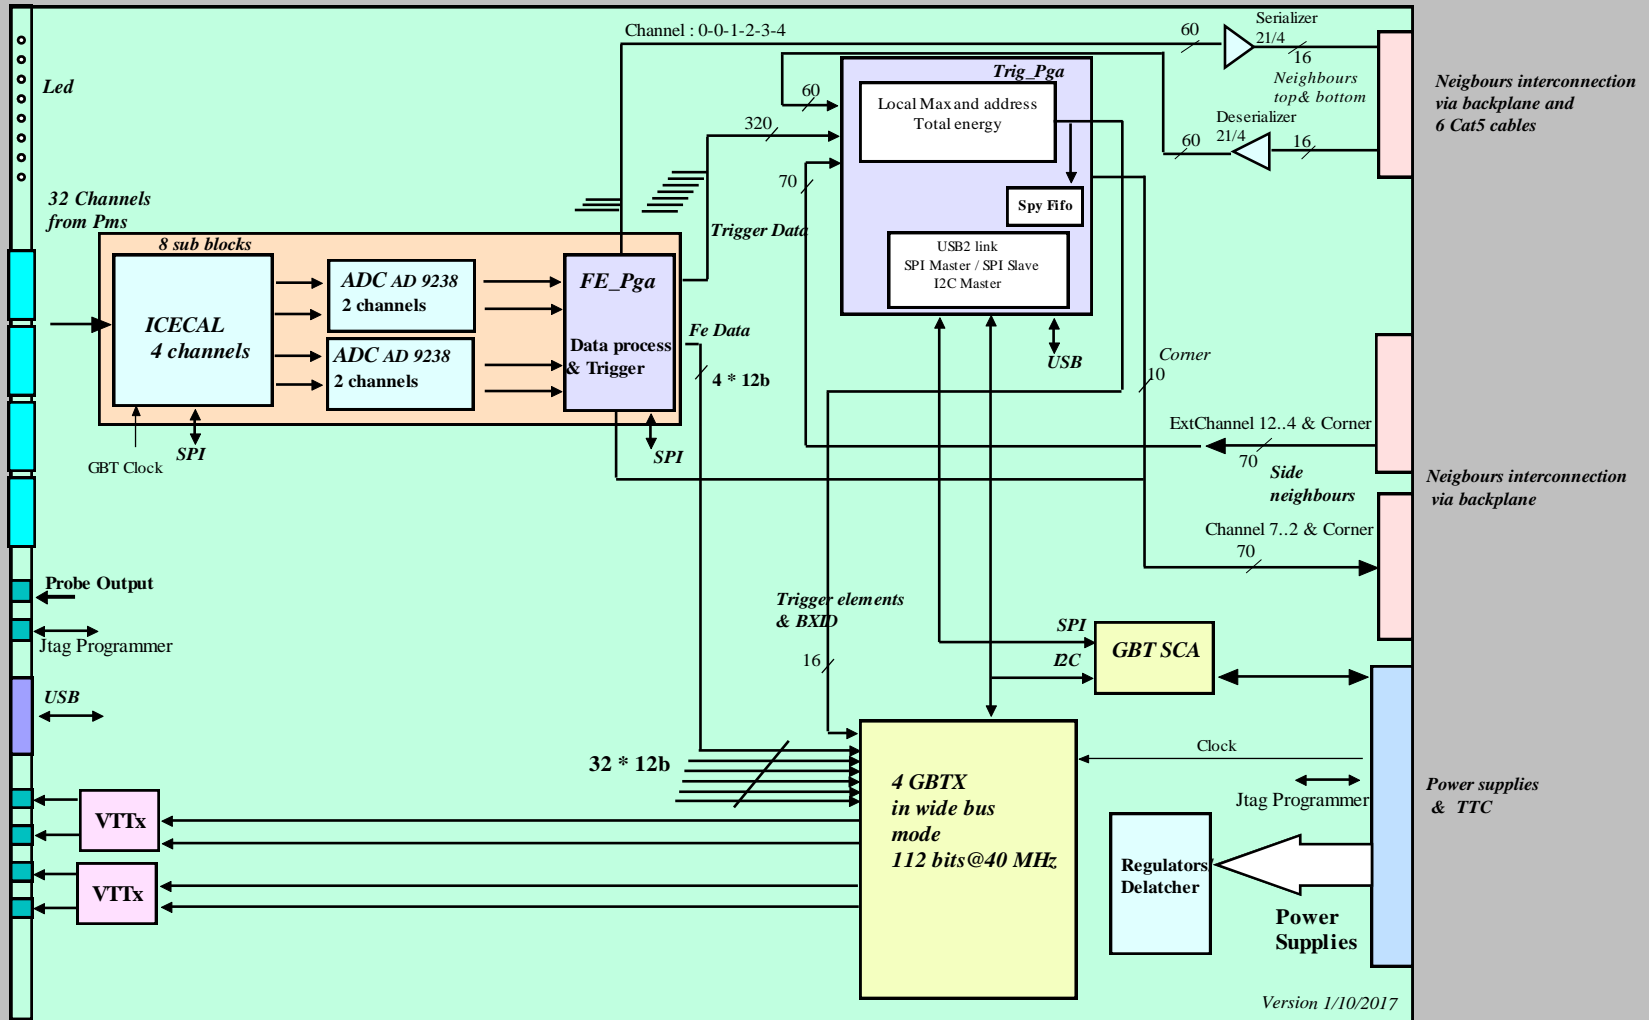 Channel : 0-0-1-2-3-4
60
Serializer
21/4
16
Neighbours
top& bottom
Deserializer
21/4
60
16
Neigbours interconnection
via backplane and
6 Cat5 cables
Led
Trig_Pga
Local Max and address
Total energy
60
320
70
Spy Fifo
USB2 link
SPI Master / SPI Slave
I2C Master
USB
32 Channels
from Pms
8 sub blocks
Trigger Data
ICECAL
4 channels
ADC AD 9238
2 channels
ADC AD 9238
2 channels
FE_Pga
Data process
& Trigger
Fe Data
4 * 12b
GBT Clock
SPI
SPI
Corner
10
ExtChannel 12..4 & Corner
70
Side
neighbours
Neigbours interconnection
via backplane
Channel 7..2 & Corner
70
Probe Output
Jtag Programmer
USB
Trigger elements
& BXID
16
SPI
I2C
GBT SCA
32 * 12b
4 GBTX
in wide bus
mode
112 bits@40 MHz
Clock
Jtag Programmer
Power supplies
& TTC
VTTx
VTTx
Regulators/
Delatcher
Power
Supplies
Version 1/10/2017